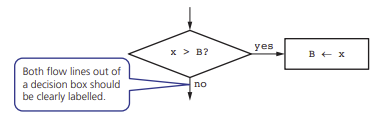 x > B?
yes
B ← x
no
Both flow lines out of
a decision box should
be clearly labelled.